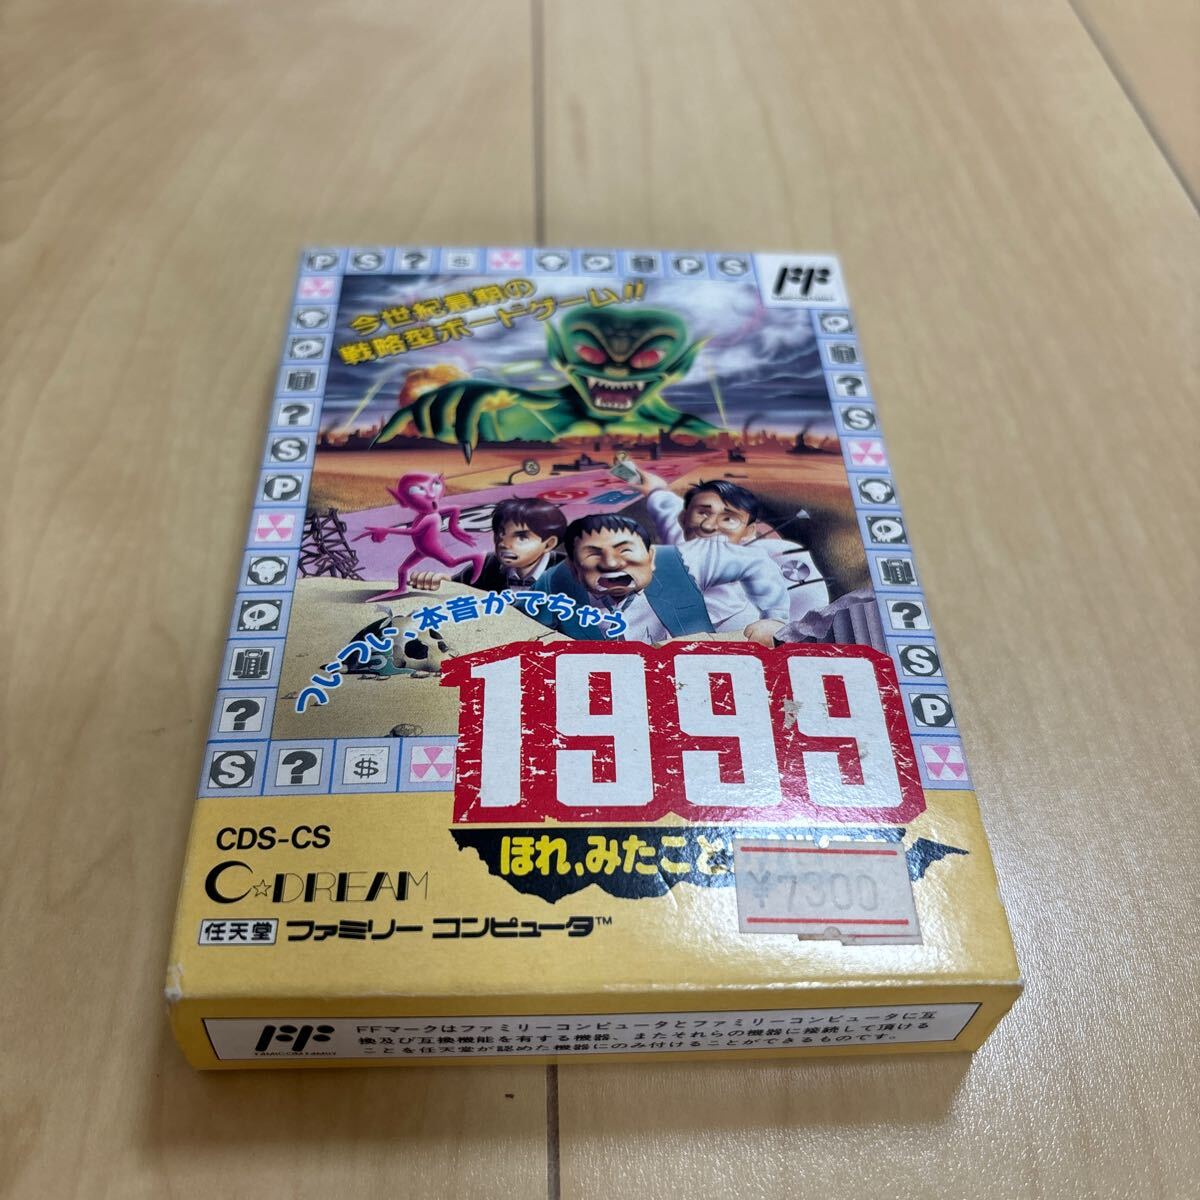 今世紀最期の
戦略型ボードゲーム!!
FF
ついつい、本音がでちゃう
1999
ほれ、みたこと
¥7300
CDS-CS
C☆DREAM
任天堂 ファミリー コンピュータ™
FF
FAMICOM FAMILY
FFマークはファミリーコンピュータとファミリーコンピュータに互
換及び互換機能を有する機器、またそれらの機器に接続して頂ける
ことを任天堂が認めた機器にのみ付けることができるものです。